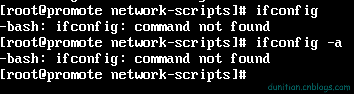 [root@promote network-scripts]# ifconfig
-bash: ifconfig: command not found
[root@promote network-scripts]# ifconfig -a
-bash: ifconfig: command not found
[root@promote network-scripts]#
dunitian.cnblogs.com